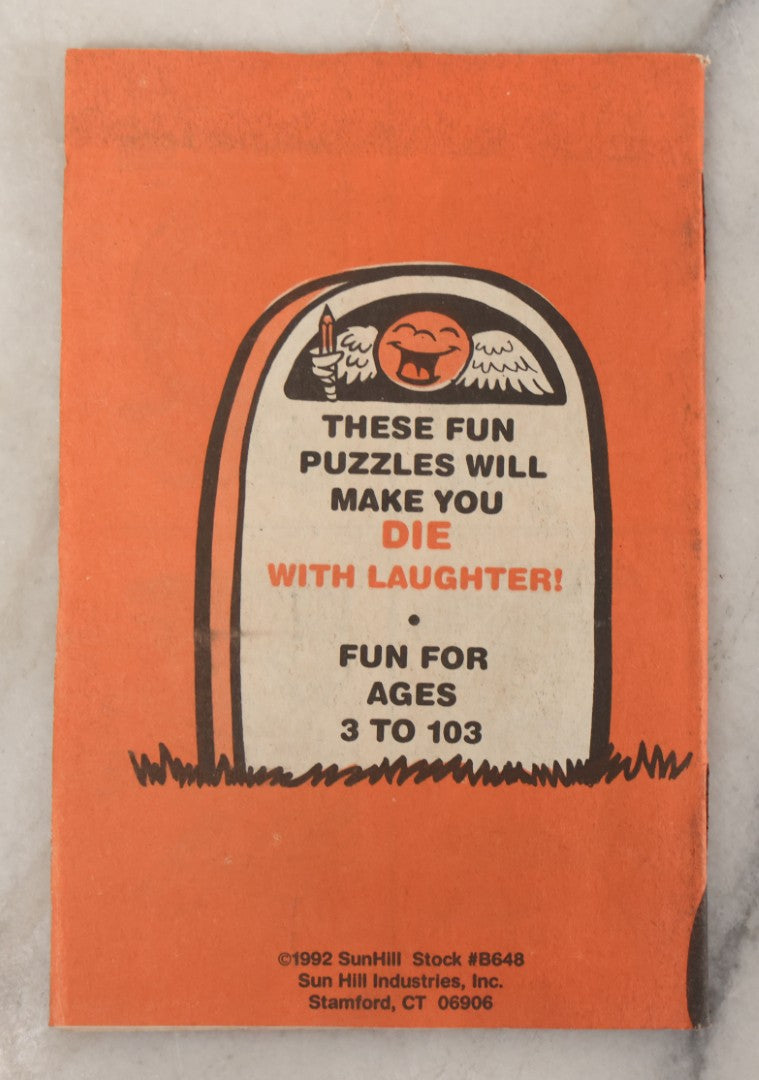 THESE FUN
PUZZLES WILL
MAKE YOU
DIE
WITH LAUGHTER!
•
FUN FOR
AGES
3 TO 103
©1992 SunHill Stock #B648
Sun Hill Industries, Inc.
Stamford, CT 06906